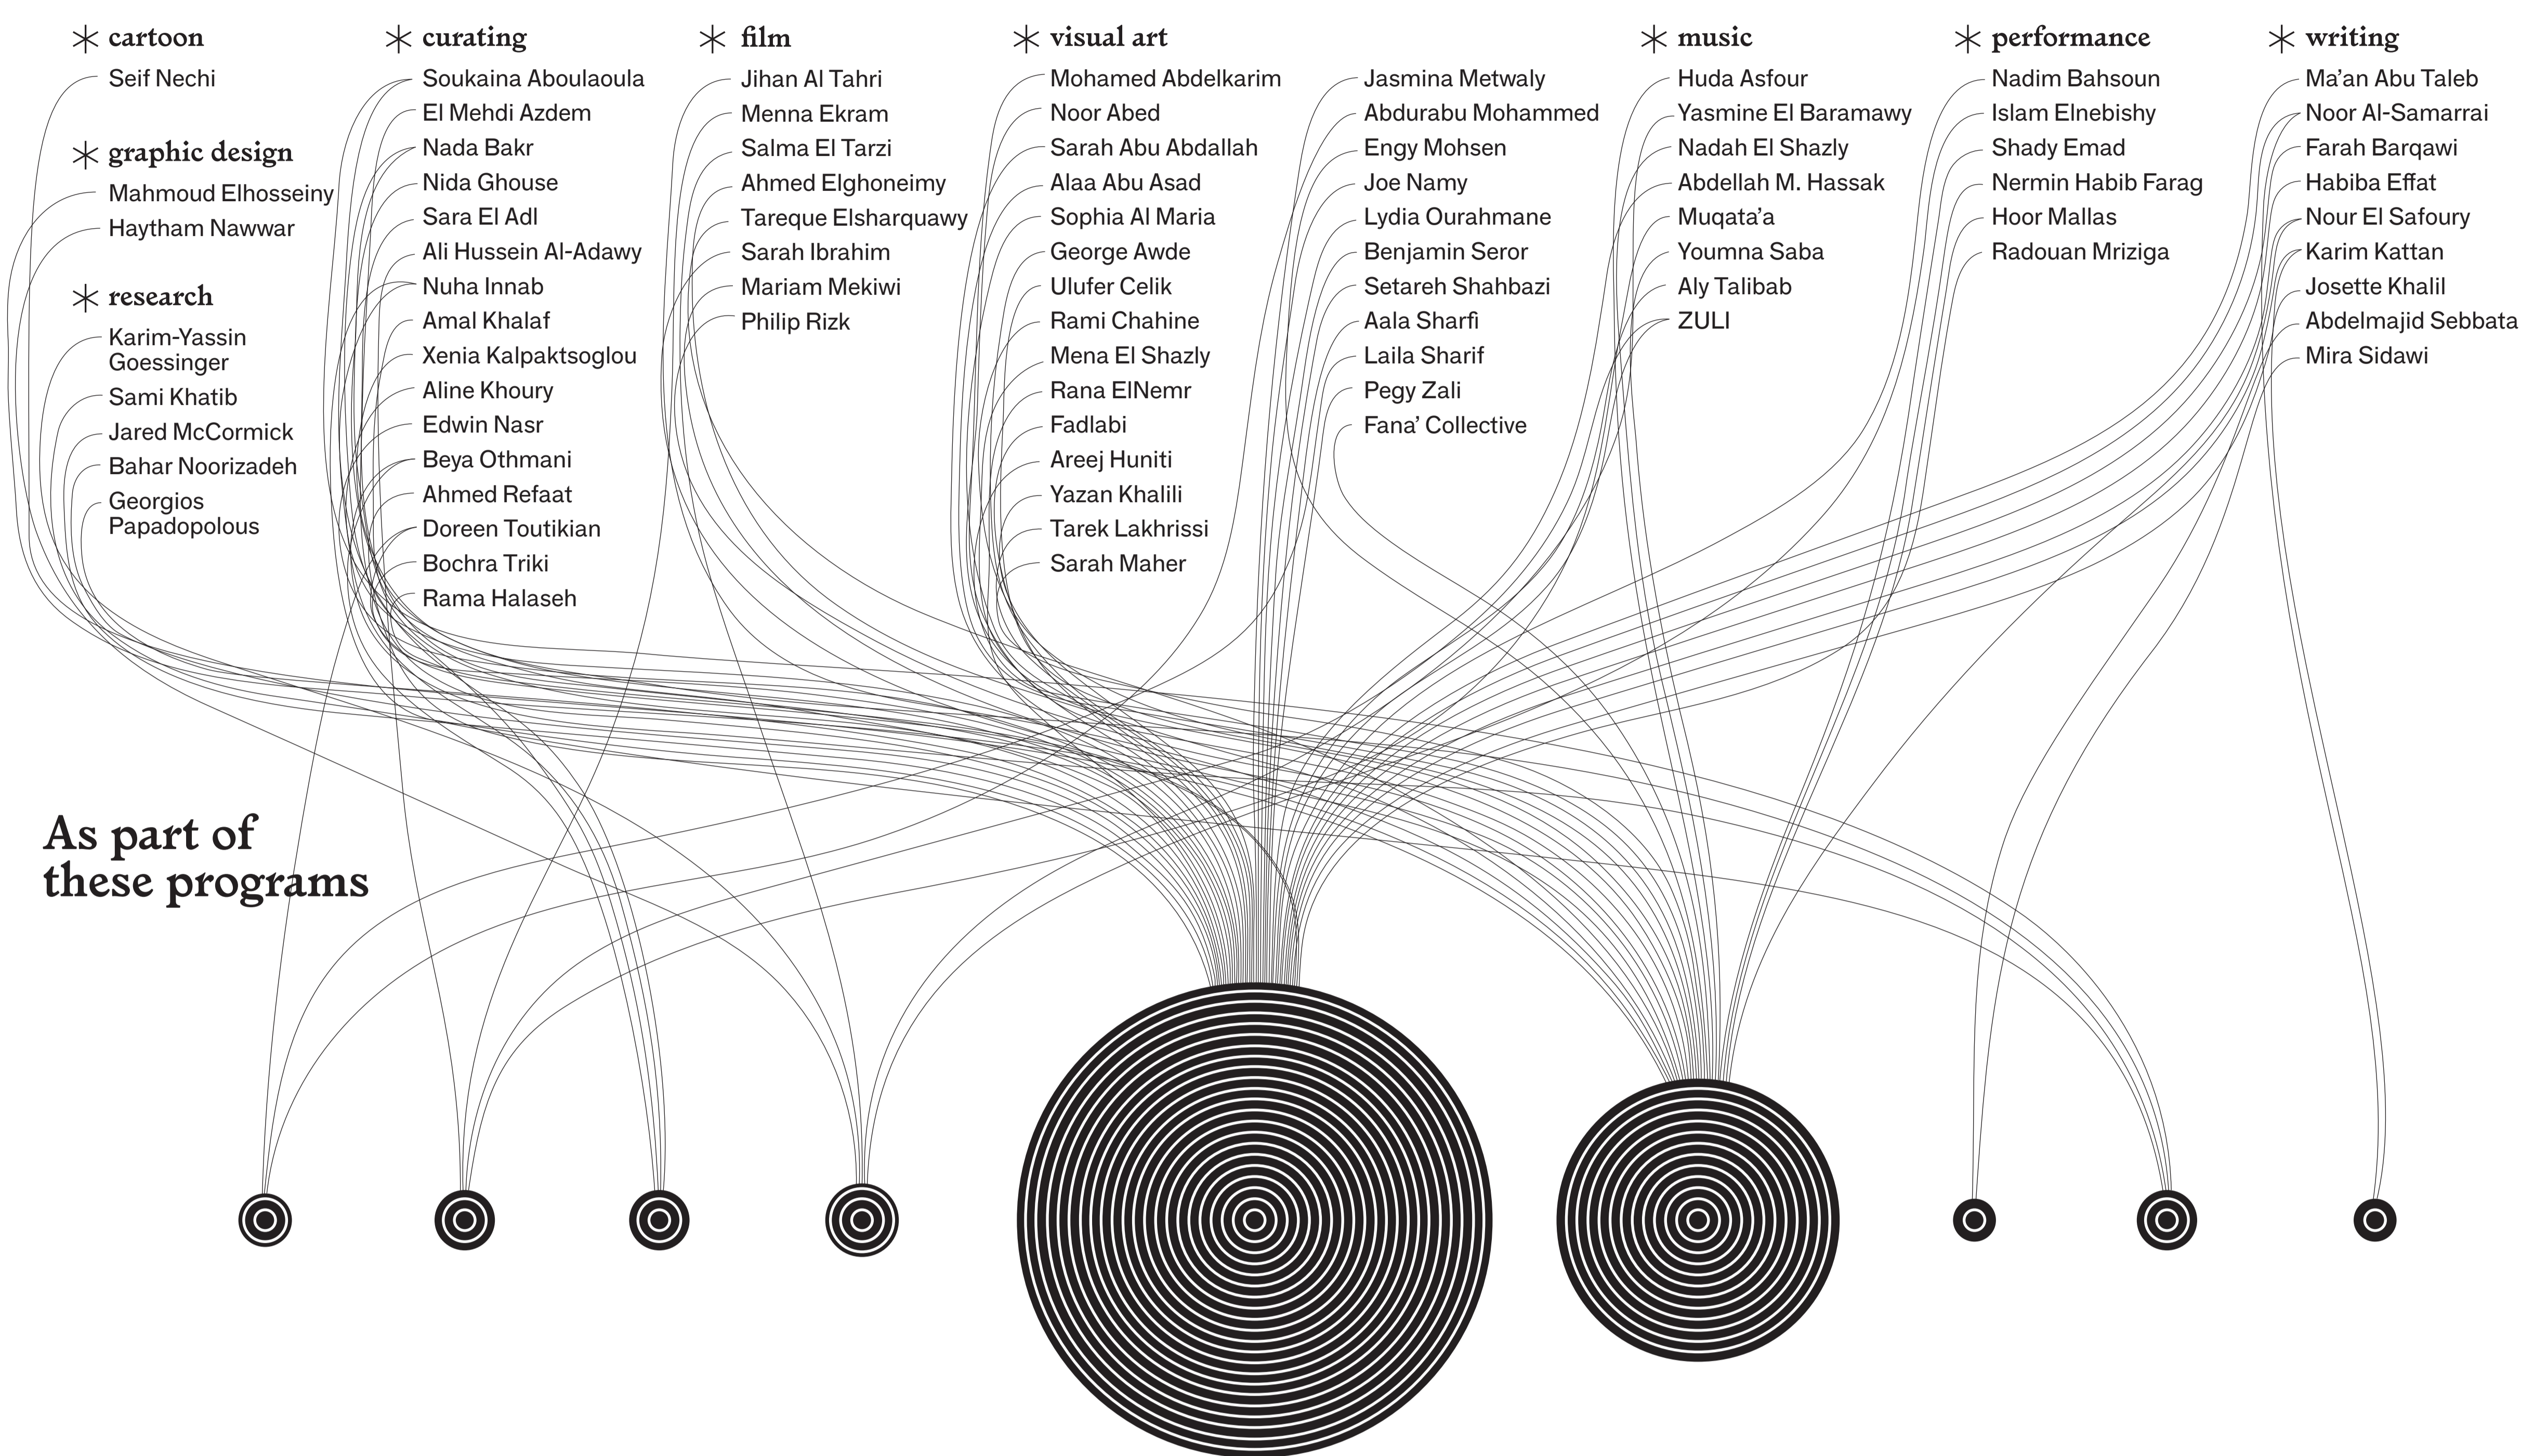 cartoon
Seif Nechi
graphic design
Mahmoud Elhosseiny
Haytham Nawwar
research
Karim-Yassin
Goessinger
Sami Khatib
Jared McCormick
Bahar Noorizadeh
Georgios
Papadopolous
curating
Soukaina Aboulaoula
El Mehdi Azdem
Nada Bakr
Nida Ghouse
Sara El Adl
Ali Hussein Al-Adawy
Nuha Innab
Amal Khalaf
Xenia Kalpaktsoglou
Aline Khoury
Edwin Nasr
Beya Othmani
Ahmed Refaat
Doreen Toutikian
Bochra Triki
Rama Halaseh
film
Jihan Al Tahri
Menna Ekram
Salma El Tarzi
Ahmed Elghoneimy
Tareque Elsharquawy
Sarah Ibrahim
Mariam Mekiwi
Philip Rizk
visual art
Mohamed Abdelkarim
Noor Abed
Sarah Abu Abdallah
Alaa Abu Asad
Sophia Al Maria
George Awde
Ulufer Celik
Rami Chahine
Mena El Shazly
Rana ElNemr
Fadlabi
Areej Huniti
Yazan Khalili
Tarek Lakhrissi
Sarah Maher
Jasmina Metwaly
Abdurabu Mohammed
Engy Mohsen
Joe Namy
Lydia Ourahmane
Benjamin Seror
Setareh Shahbazi
Aala Sharfi
Laila Sharif
Pegy Zali
Fana’ Collective
music
Huda Asfour
Yasmine El Baramawy
Nadah El Shazly
Abdellah M. Hassak
Muqata’a
Youmna Saba
Aly Talibab
ZULI
performance
Nadim Bahsoun
Islam Elnebishy
Shady Emad
Nermin Habib Farag
Hoor Mallas
Radouan Mriziga
writing
Ma’an Abu Taleb
Noor Al-Samarrai
Farah Barqawi
Habiba Effat
Nour El Safoury
Karim Kattan
Josette Khalil
Abdelmajid Sebbata
Mira Sidawi
As part of
these programs